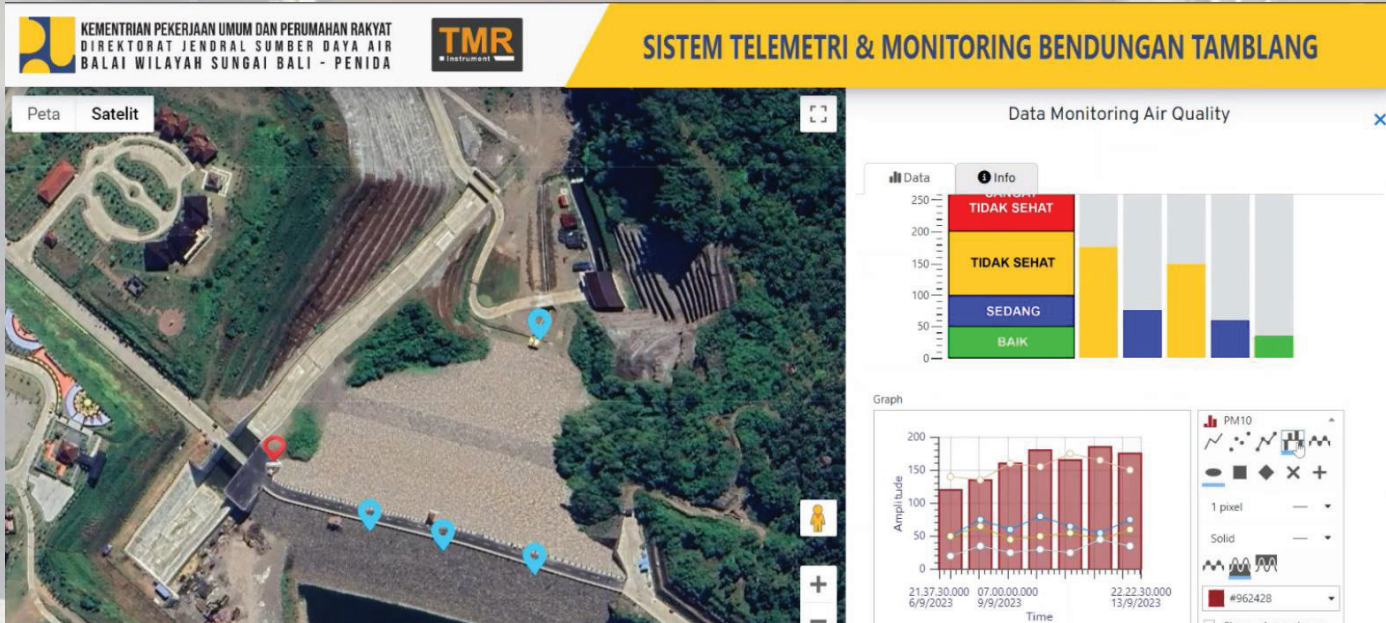 KEMENTRIAN PEKERJAAN UMUM DAN PERUMAHAN RAKYAT
DIREKTORAT JENDRAL SUMBER DAYA AIR
BALAI WILAYAH SUNGAI BALI - PENIDA
TMR
Instrument
SISTEM TELEMETRI & MONITORING BENDUNGAN TAMBLANG
Peta Satelit
Data Monitoring Air Quality
Data Info
250
TIDAK SEHAT
200
150
TIDAK SEHAT
100
SEDANG
50
BAIK
0
Graph
200
150
100
50
0
Amplitude
21.37.30.000 07.00.00.000 22.22.30.000
6/9/2023 9/9/2023 13/9/2023
Time
PM10
1 pixel
Solid
#962428